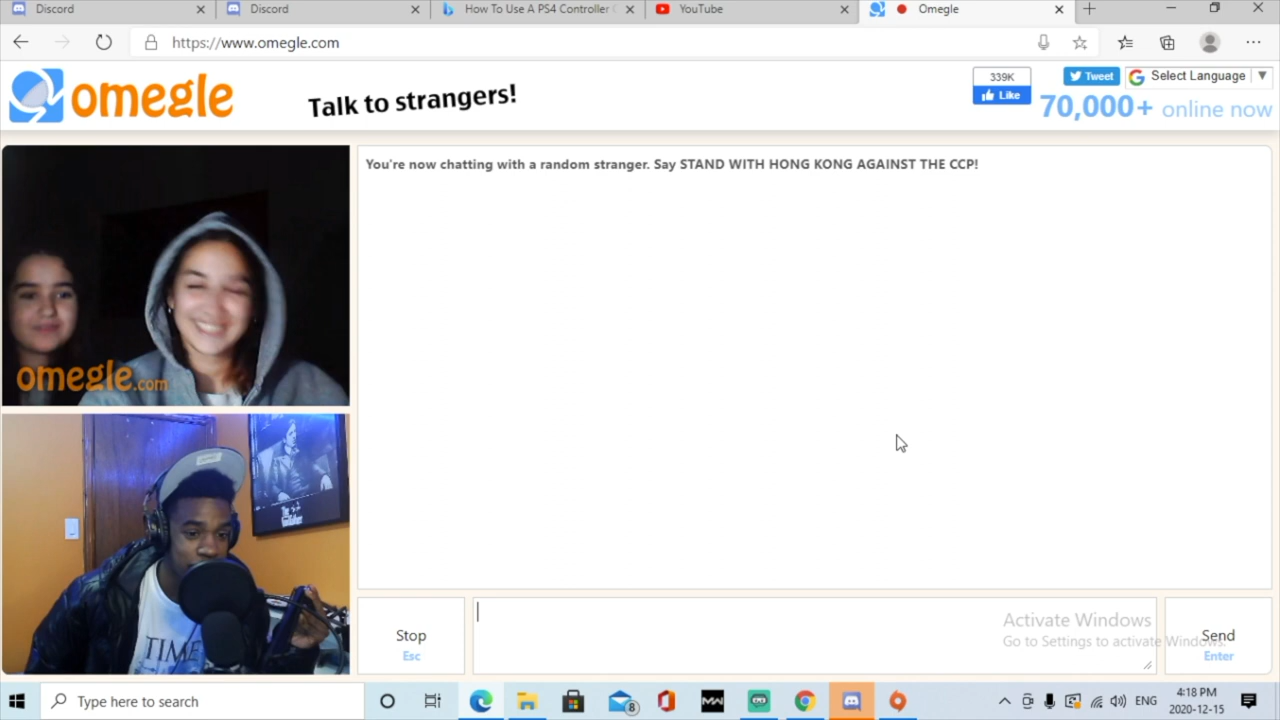 Discord
Discord
How To Use A PS4 Controller
YouTube
Omegle
https://www.omegle.com
omegle
Talk to strangers!
339K
Like
Tweet
Select Language
70,000+ online now
You're now chatting with a random stranger. Say STAND WITH HONG KONG AGAINST THE CCP!
omegle.com
The
Godfather
TIME
Stop
Esc
Activate Windows
Go to Settings to activate Windows.
Send
Enter
Type here to search
8
ENG
4:18 PM
2020-12-15